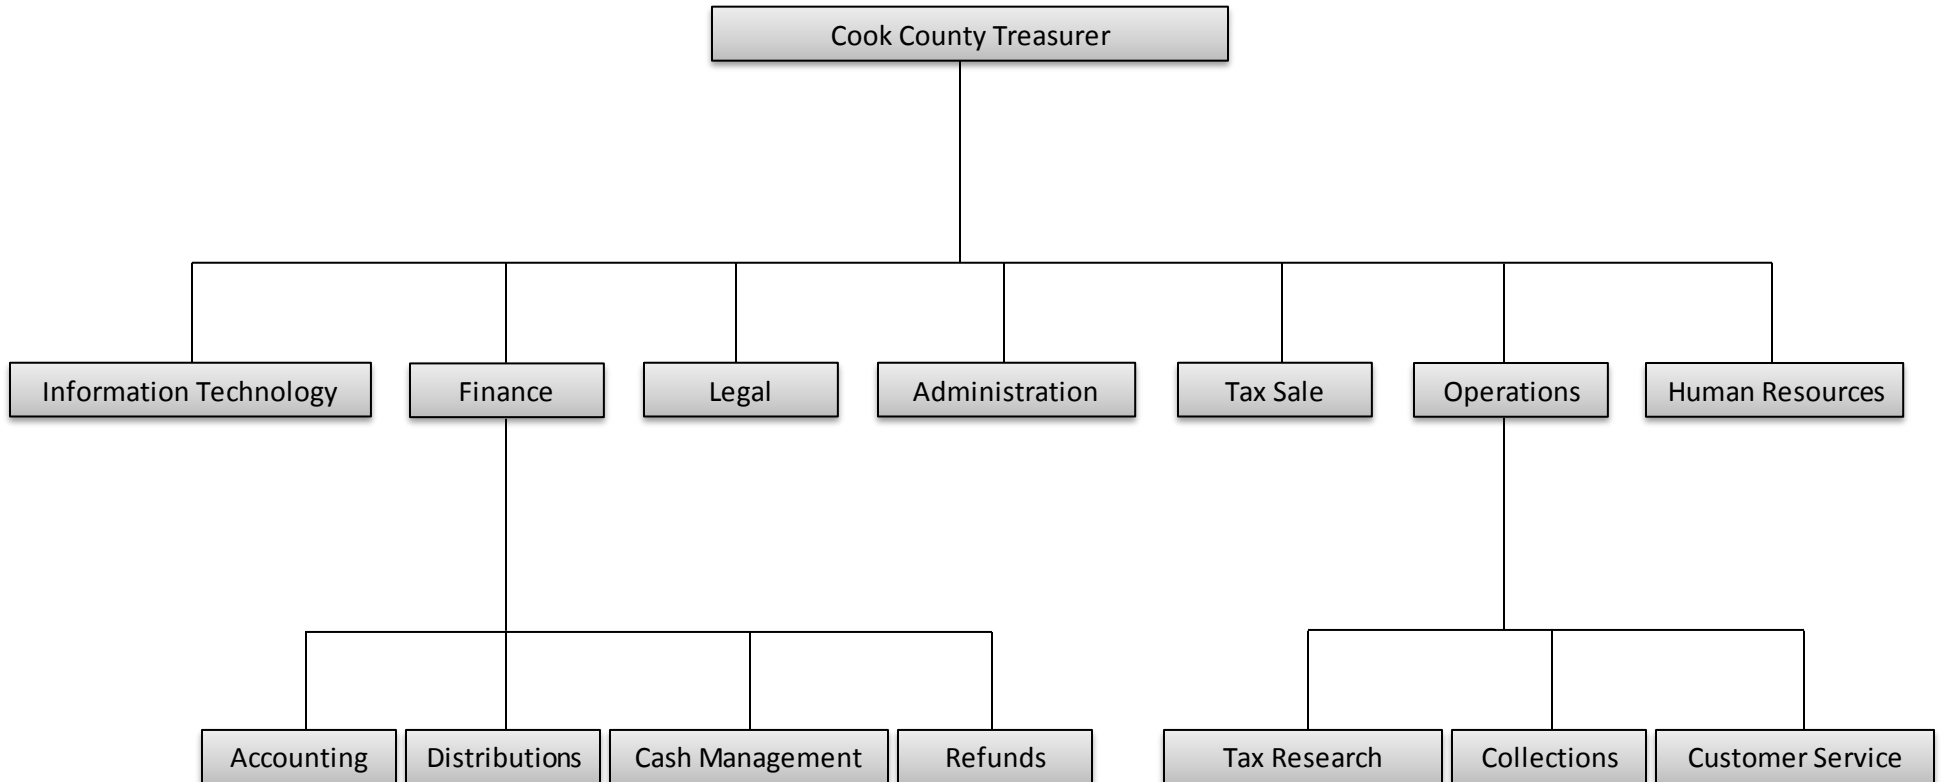 Cook County Treasurer
Information Technology
Finance
Legal
Administration
Tax Sale
Operations
Human Resources
Accounting
Distributions
Cash Management
Refunds
Tax Research
Collections
Customer Service